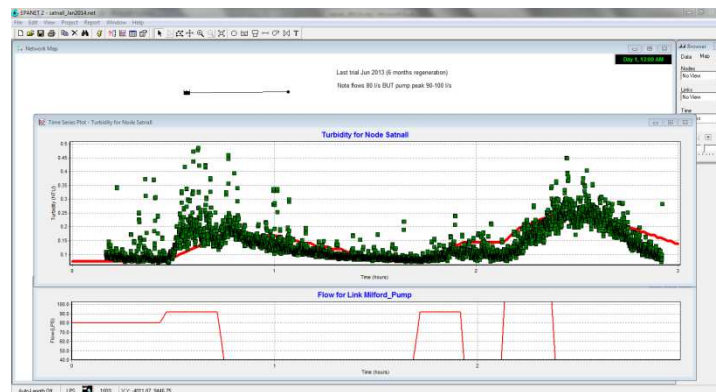 EPANET 2 - satnall_Jan2014.net
File Edit View Project Report Window Help
Network Map
Day 1, 12:00 AM
Browser
Data Map
Nodes
No View
Links
No View
Time
Last trial Jun 2013 (6 months regeneration)
Note flows 80 l/s BUT pump peak 90-100 l/s
Time Series Plot - Turbidity for Node Satnall
Turbidity for Node Satnall
0.5
0.45
0.4
0.35
0.3
0.25
0.2
0.15
0.1
Turbidity (NTU)
0 1 2 3
Time (hours)
Flow for Link Milford_Pump
100.0
90.0
80.0
70.0
60.0
50.0
40.0
Flow (LPS)
0 1 2
Time (hours)
Auto-Length Off LPS 100%